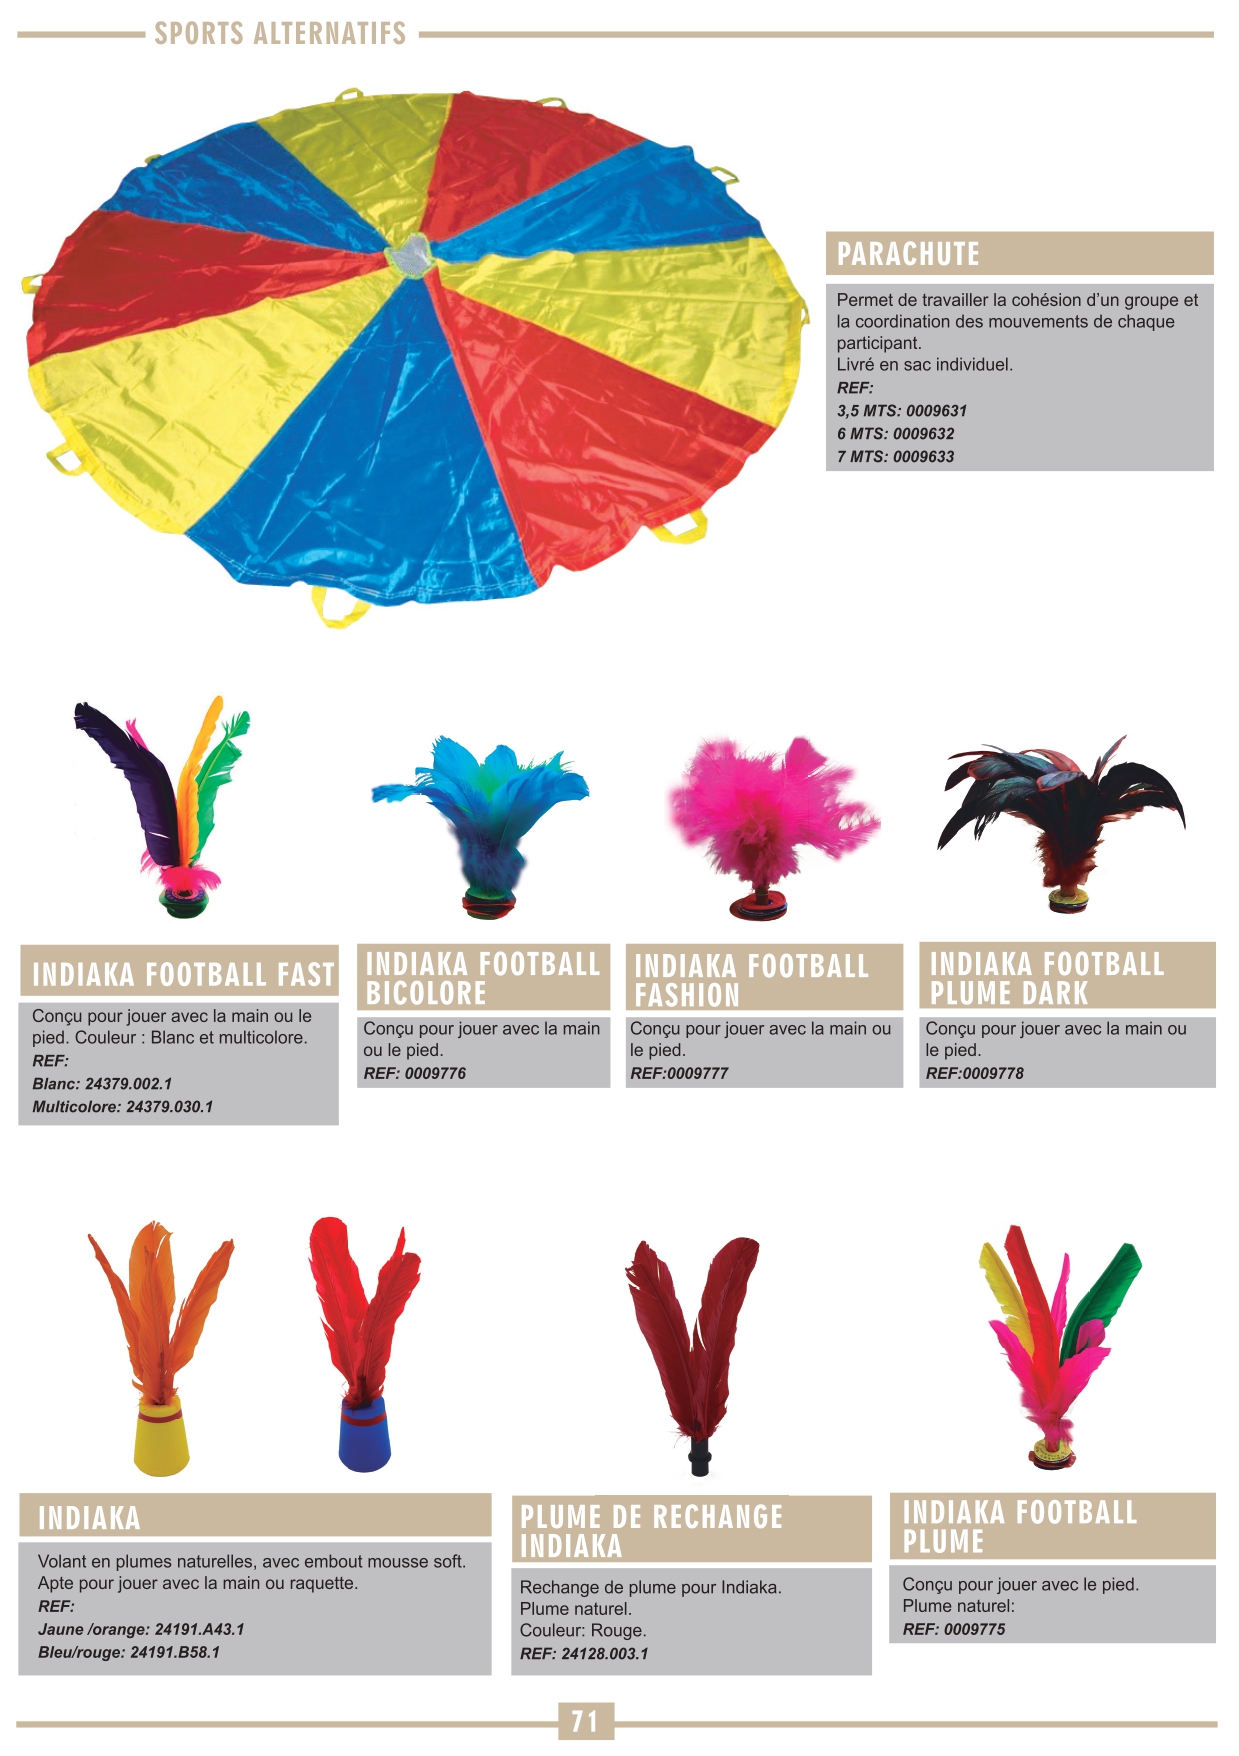 SPORTS ALTERNATIFS
PARACHUTE
Permet de travailler la cohésion d'un groupe et
la coordination des mouvements de chaque
participant.
Livré en sac individuel.
REF:
3,5 MTS: 0009631
6 MTS: 0009632
7 MTS: 0009633
INDIAKA FOOTBALL FAST
Conçu pour jouer avec la main ou le
pied. Couleur : Blanc et multicolore.
REF:
Blanc: 24379.002.1
Multicolore: 24379.030.1
INDIAKA FOOTBALL
BICOLORE
Conçu pour jouer avec la main
ou le pied.
REF: 0009776
INDIAKA FOOTBALL
FASHION
Conçu pour jouer avec la main ou
le pied.
REF:0009777
INDIAKA FOOTBALL
PLUME DARK
Conçu pour jouer avec la main ou
le pied.
REF:0009778
INDIAKA
Volant en plumes naturelles, avec embout mousse soft.
Apte pour jouer avec la main ou raquette.
REF:
Jaune /orange: 24191.A43.1
Bleu/rouge: 24191.B58.1
PLUME DE RECHANGE
INDIAKA
Rechange de plume pour Indiaka.
Plume naturel.
Couleur: Rouge.
REF: 24128.003.1
INDIAKA FOOTBALL
PLUME
Conçu pour jouer avec le pied.
Plume naturel:
REF: 0009775
71